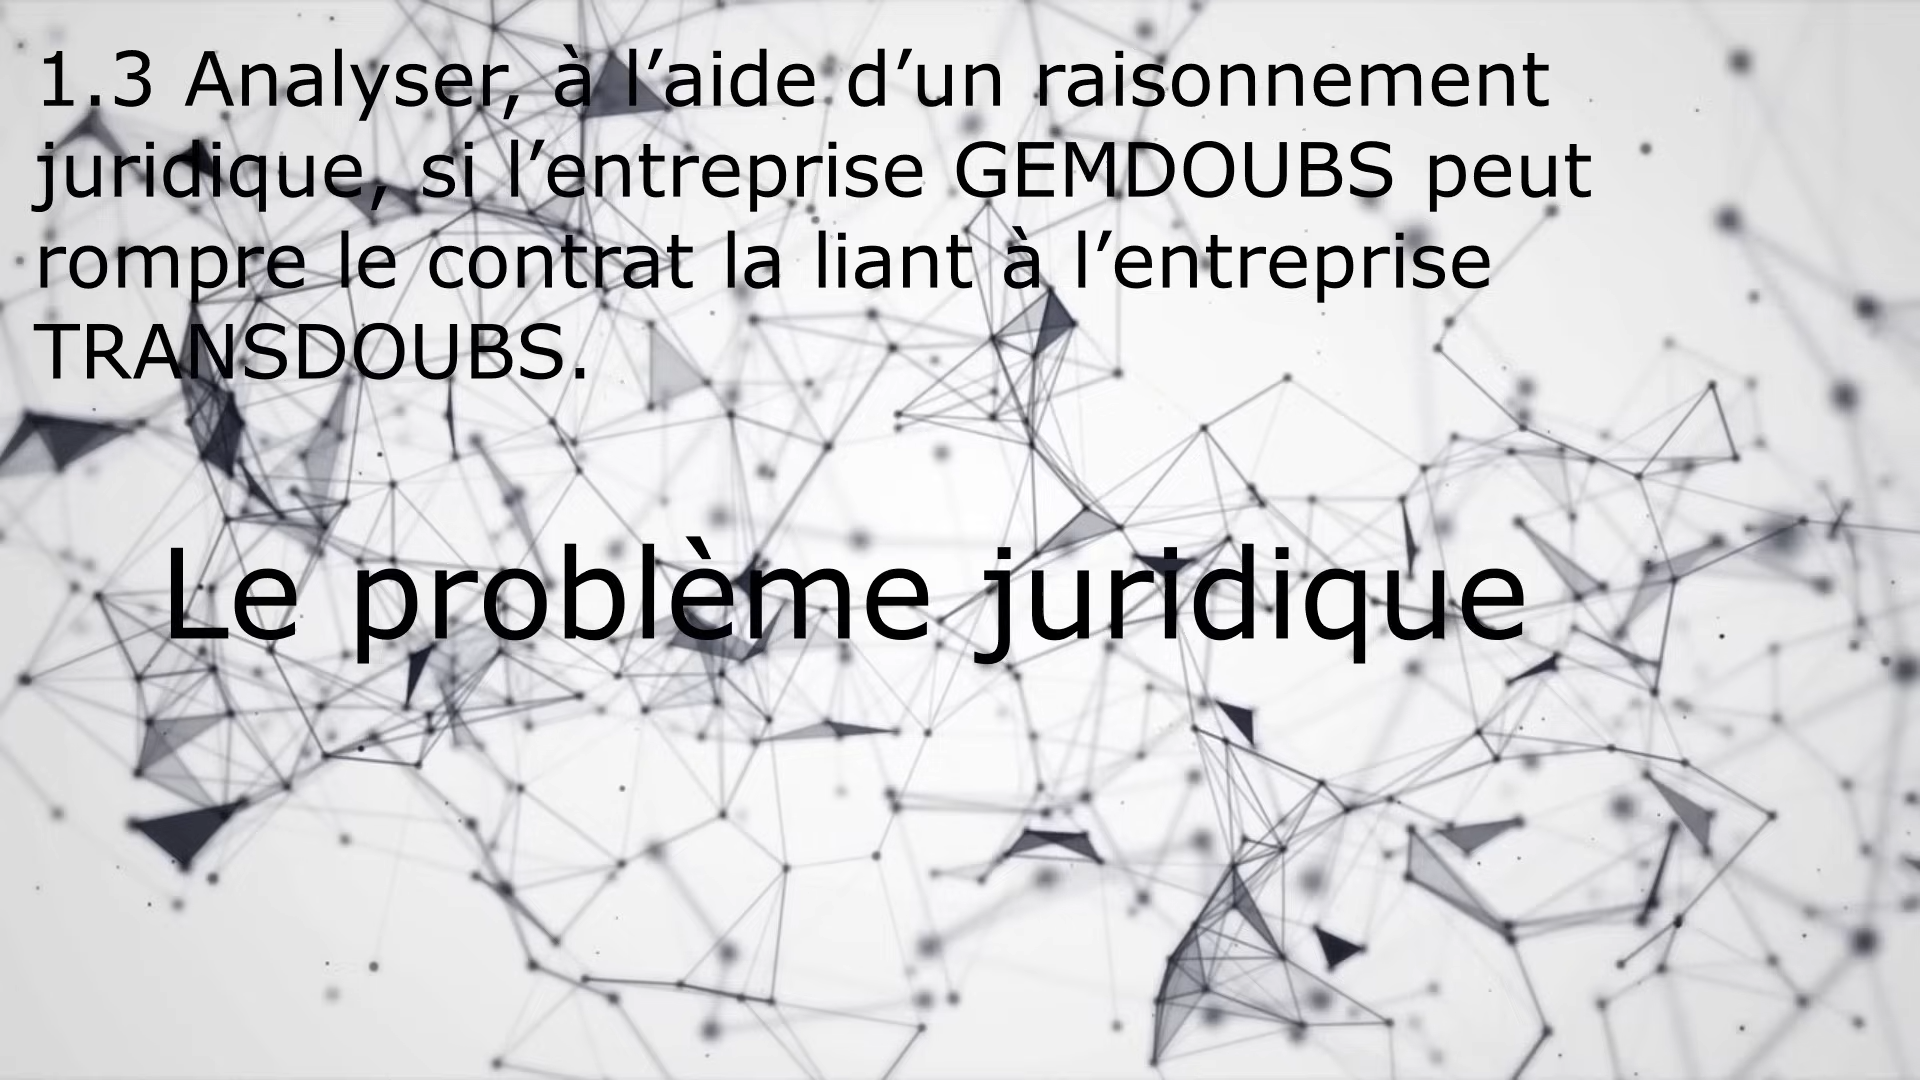 1.3 Analyser, à l’aide d’un raisonnement
juridique, si l’entreprise GEMDOUBS peut
rompre le contrat la liant à l’entreprise
TRANSDOUBS.
Le problème juridique